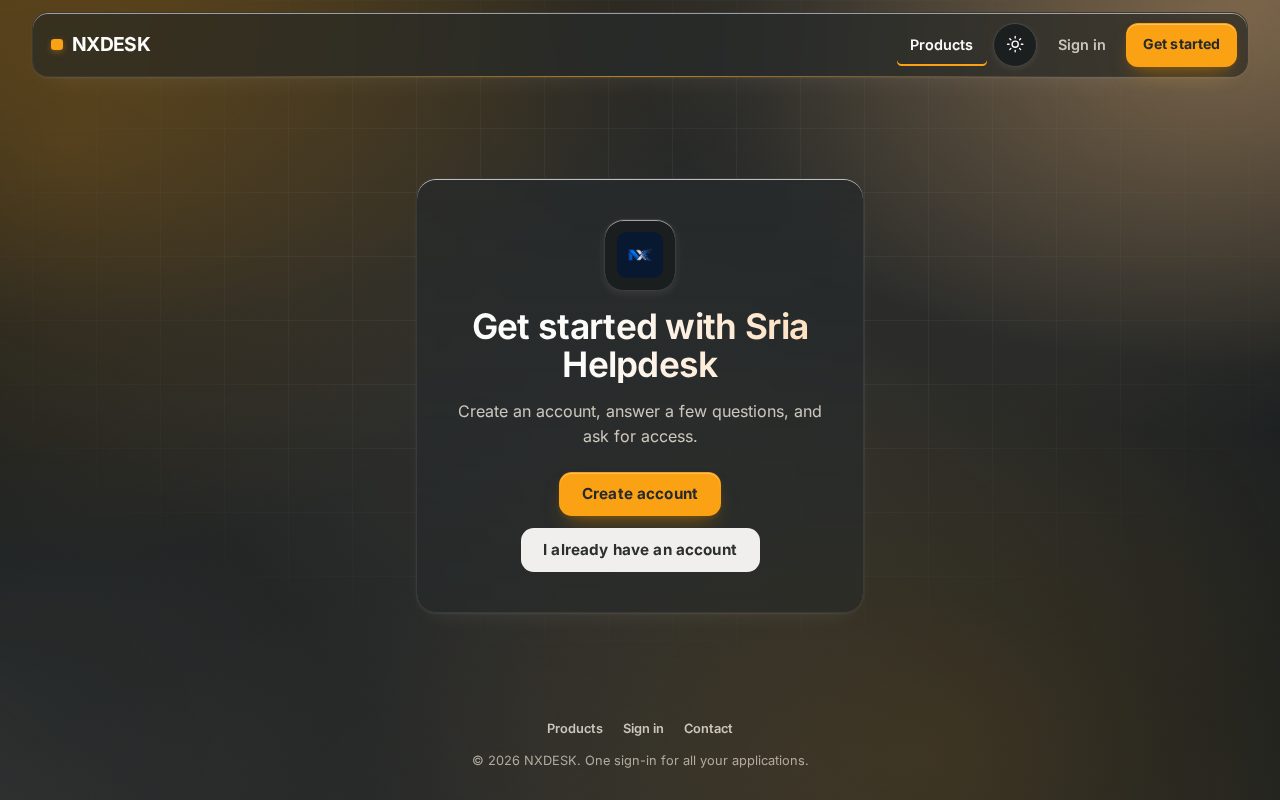 NXDESK
Products
Sign in
Get started
NX
Get started with Sria
Helpdesk
Create an account, answer a few questions, and
ask for access.
Create account
I already have an account
Products
Sign in
Contact
© 2026 NXDESK. One sign-in for all your applications.